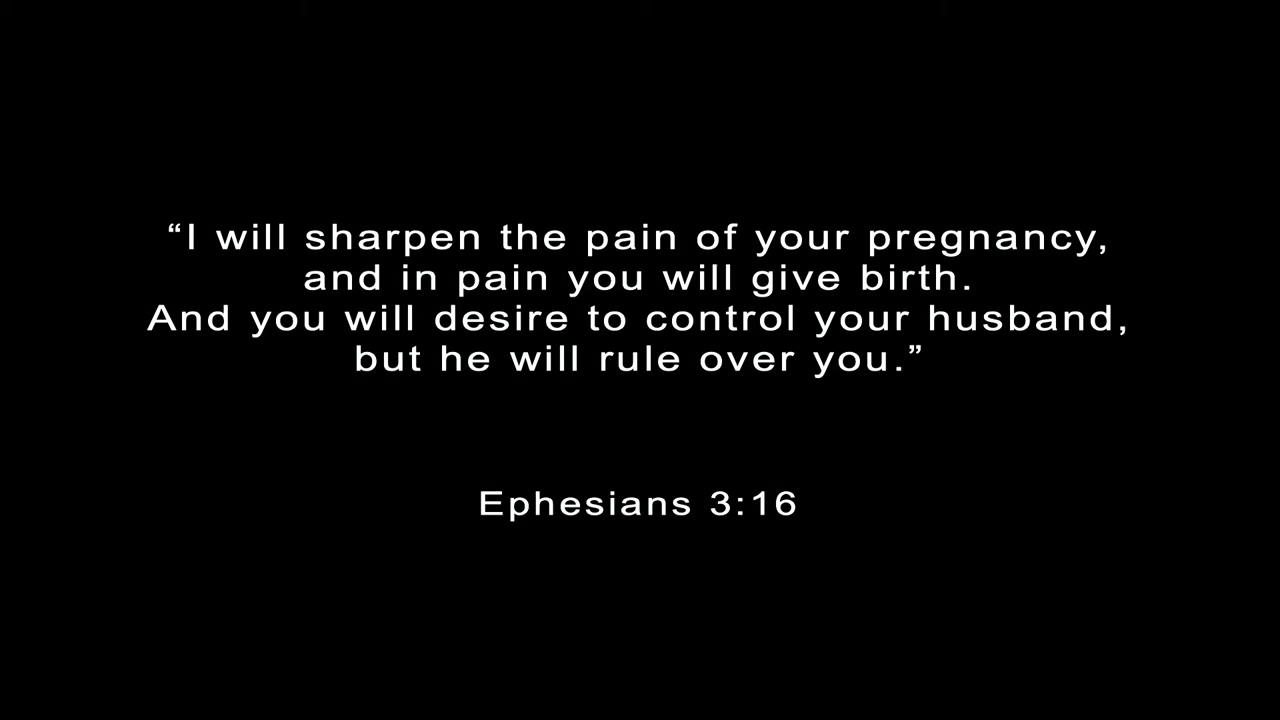 “I will sharpen the pain of your pregnancy,
and in pain you will give birth.
And you will desire to control your husband,
but he will rule over you.”
Ephesians 3:16